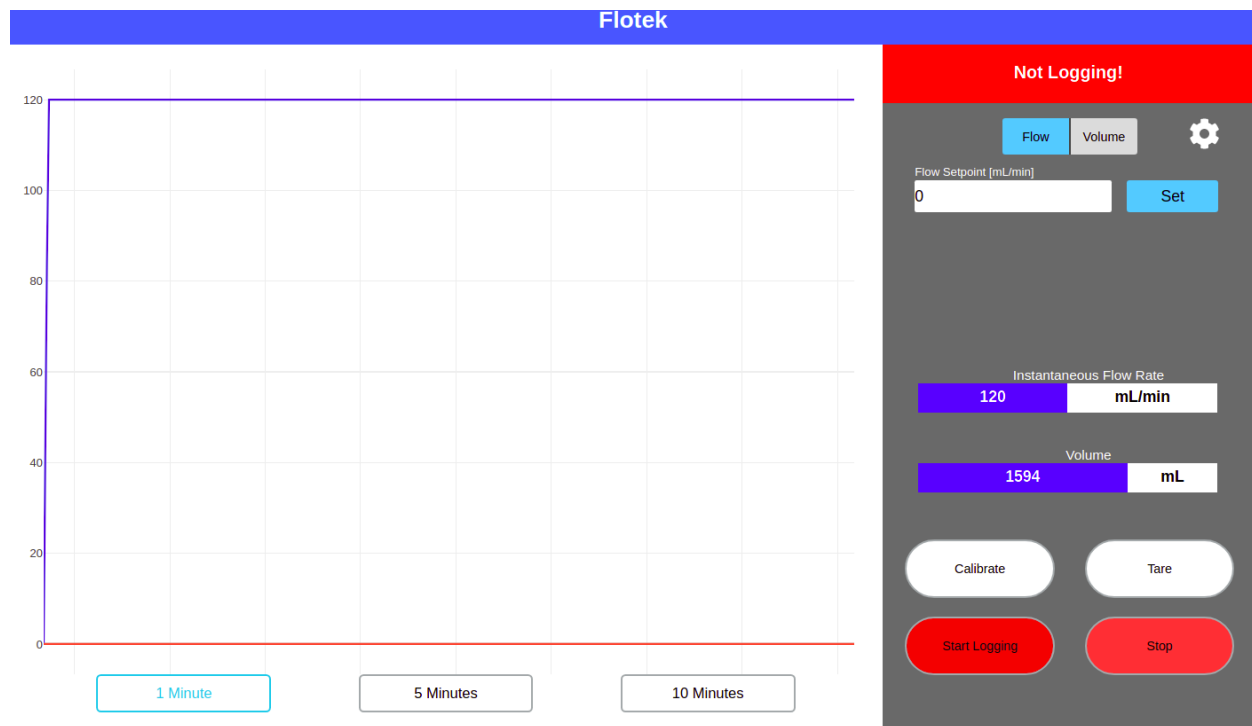 Flotek
Not Logging!
Flow Volume
Flow Setpoint [mL/min]
0 Set
120
100
80
60
40
20
0
Instantaneous Flow Rate
120 mL/min
Volume
1594 mL
Calibrate Tare
Start Logging Stop
1 Minute 5 Minutes 10 Minutes